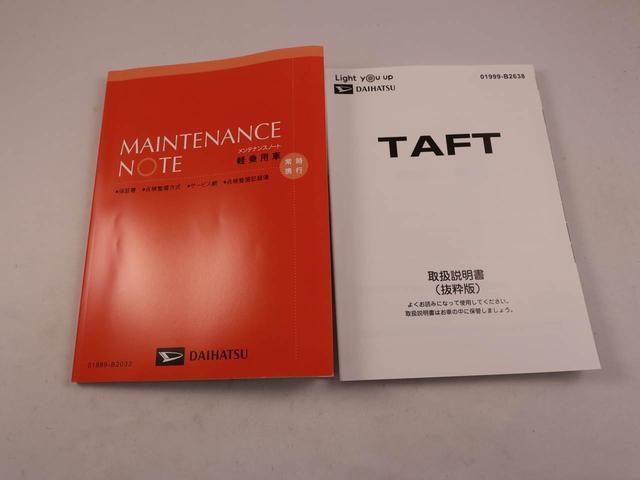 MAINTENANCE
NOTE
メンテナンスノート
軽乗用車
常時
携行
●保証書 ●点検整備方式 ●サービス網 ●点検整備記録簿
01999-B2032
DAIHATSU
Light you up
DAIHATSU
01999-B2638
TAFT
取扱説明書
（抜粋版）
よくお読みになって使用してください。
取扱説明書はお車の中に保管しましょう。